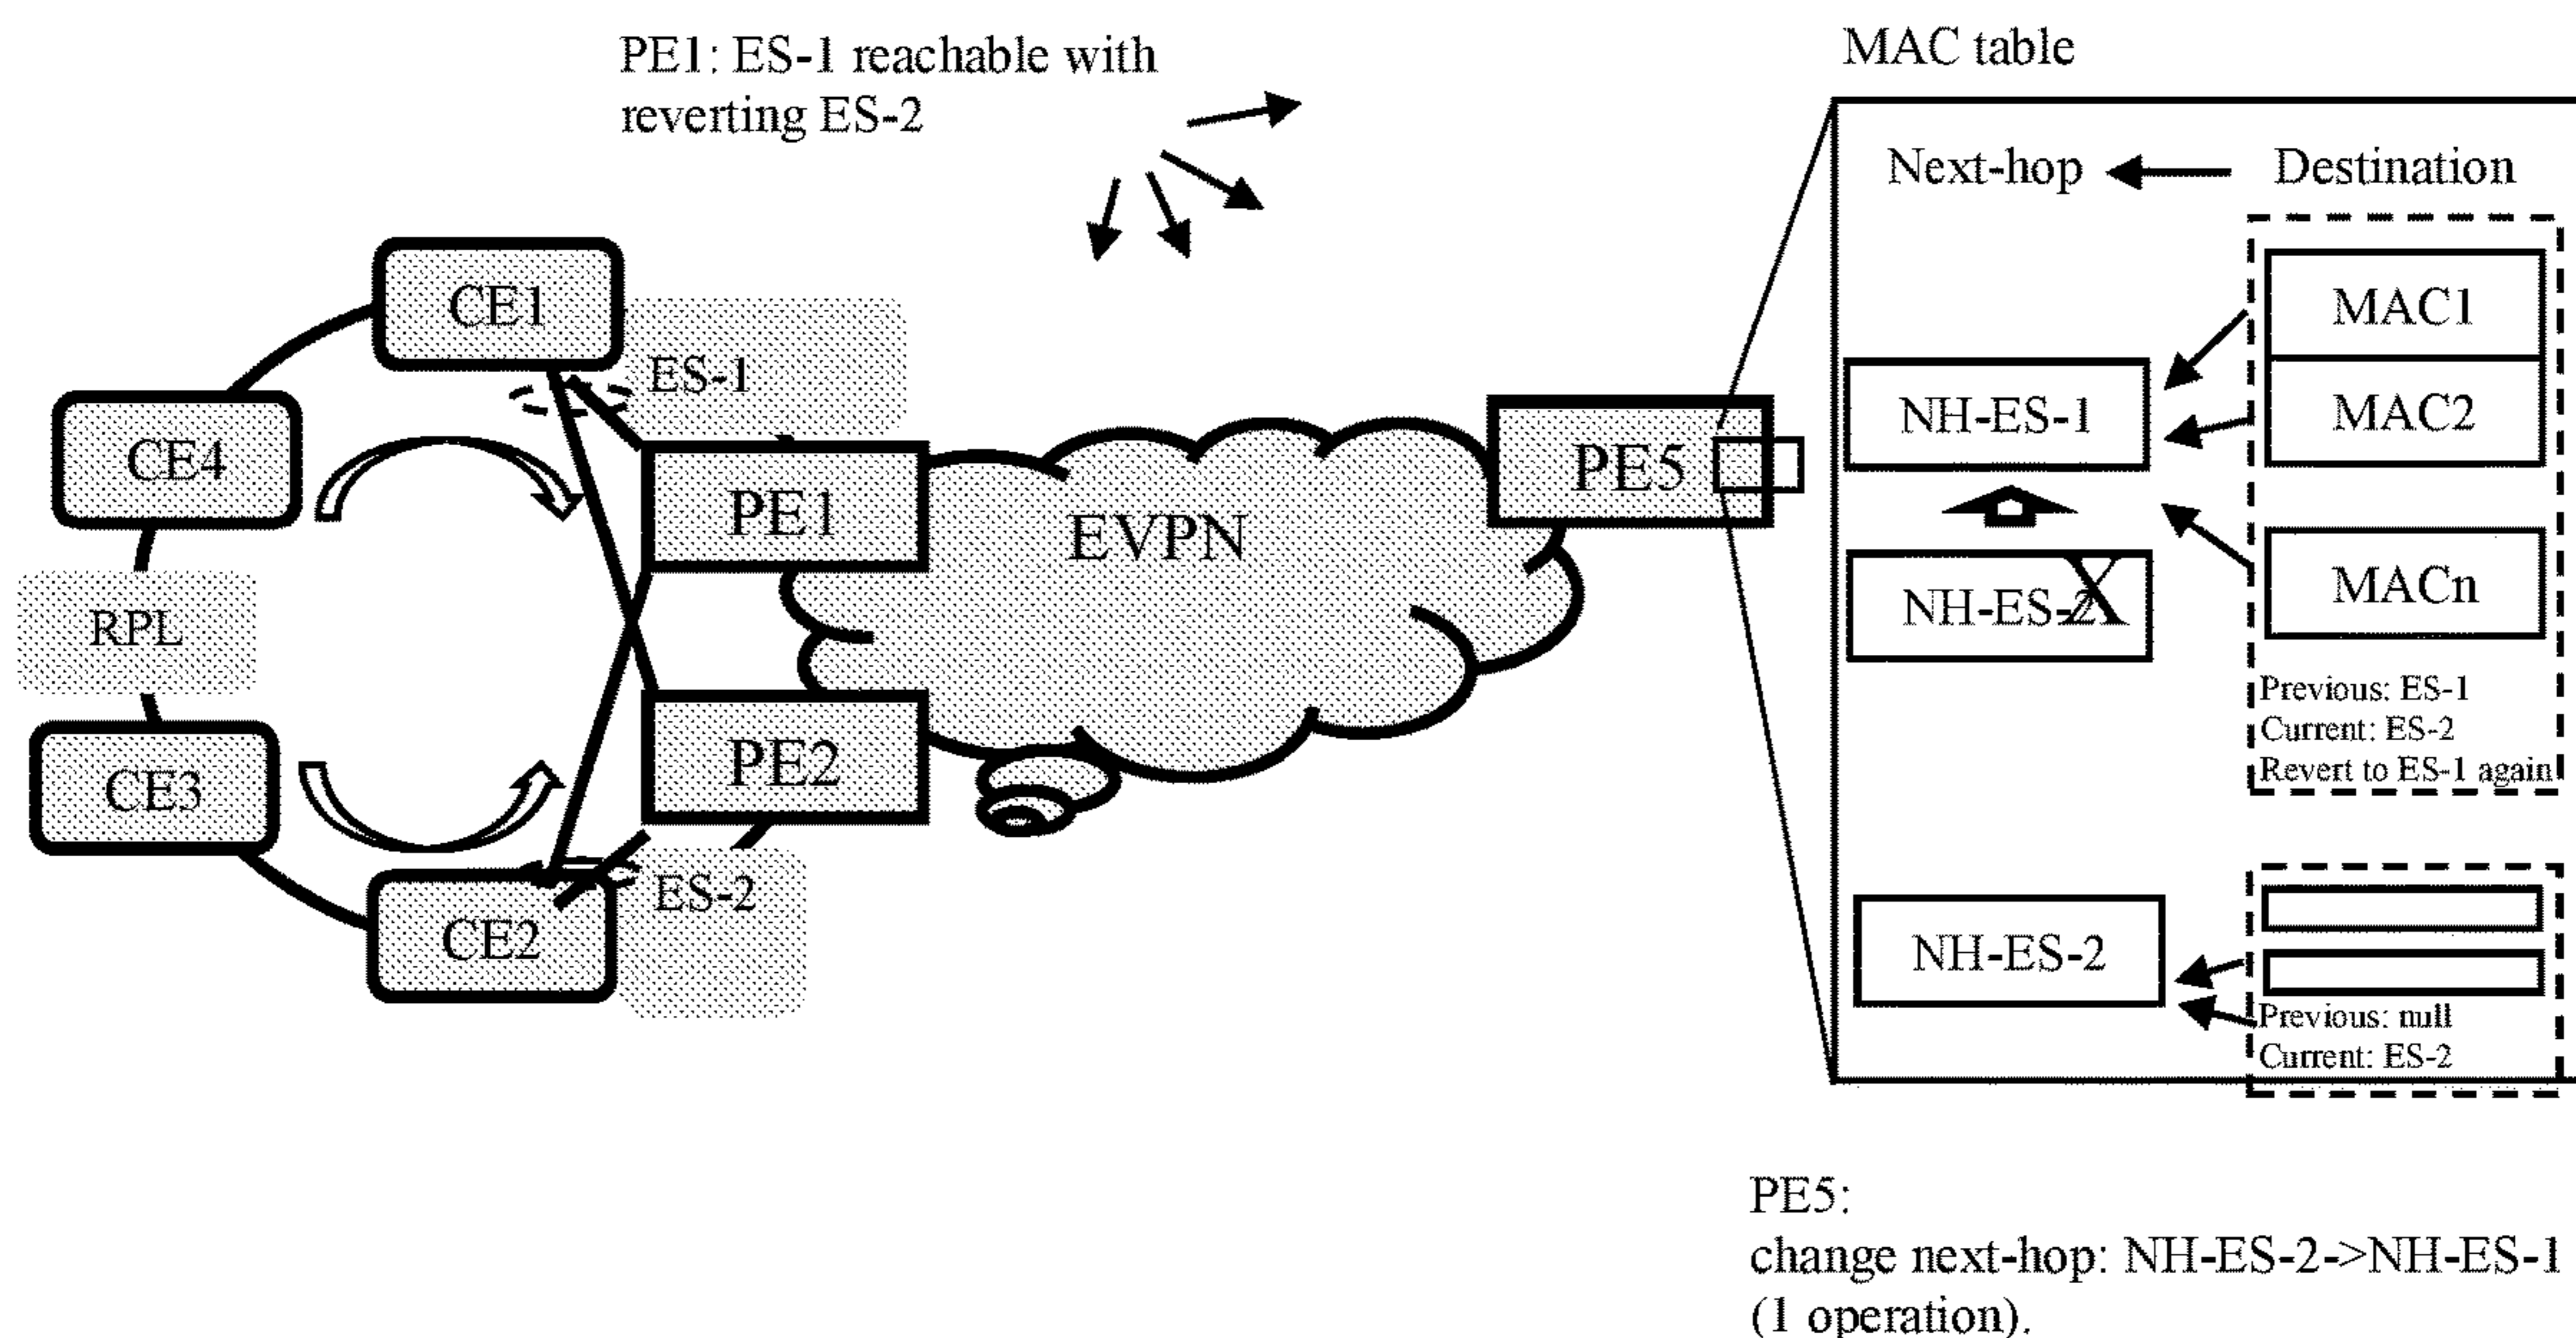 PE1: ES-1 reachable with
reverting ES-2
CE1
ES-1
CE4
PE1
EVPN
PE5
RPL
PE2
CE3
ES-2
CE2
MAC table
Next-hop
Destination
MAC1
NH-ES-1
MAC2
NH-ES-2
X
MACn
Previous: ES-1
Current: ES-2
Revert to ES-1 again
NH-ES-2
Previous: null
Current: ES-2
PE5:
change next-hop: NH-ES-2->NH-ES-1
(1 operation).